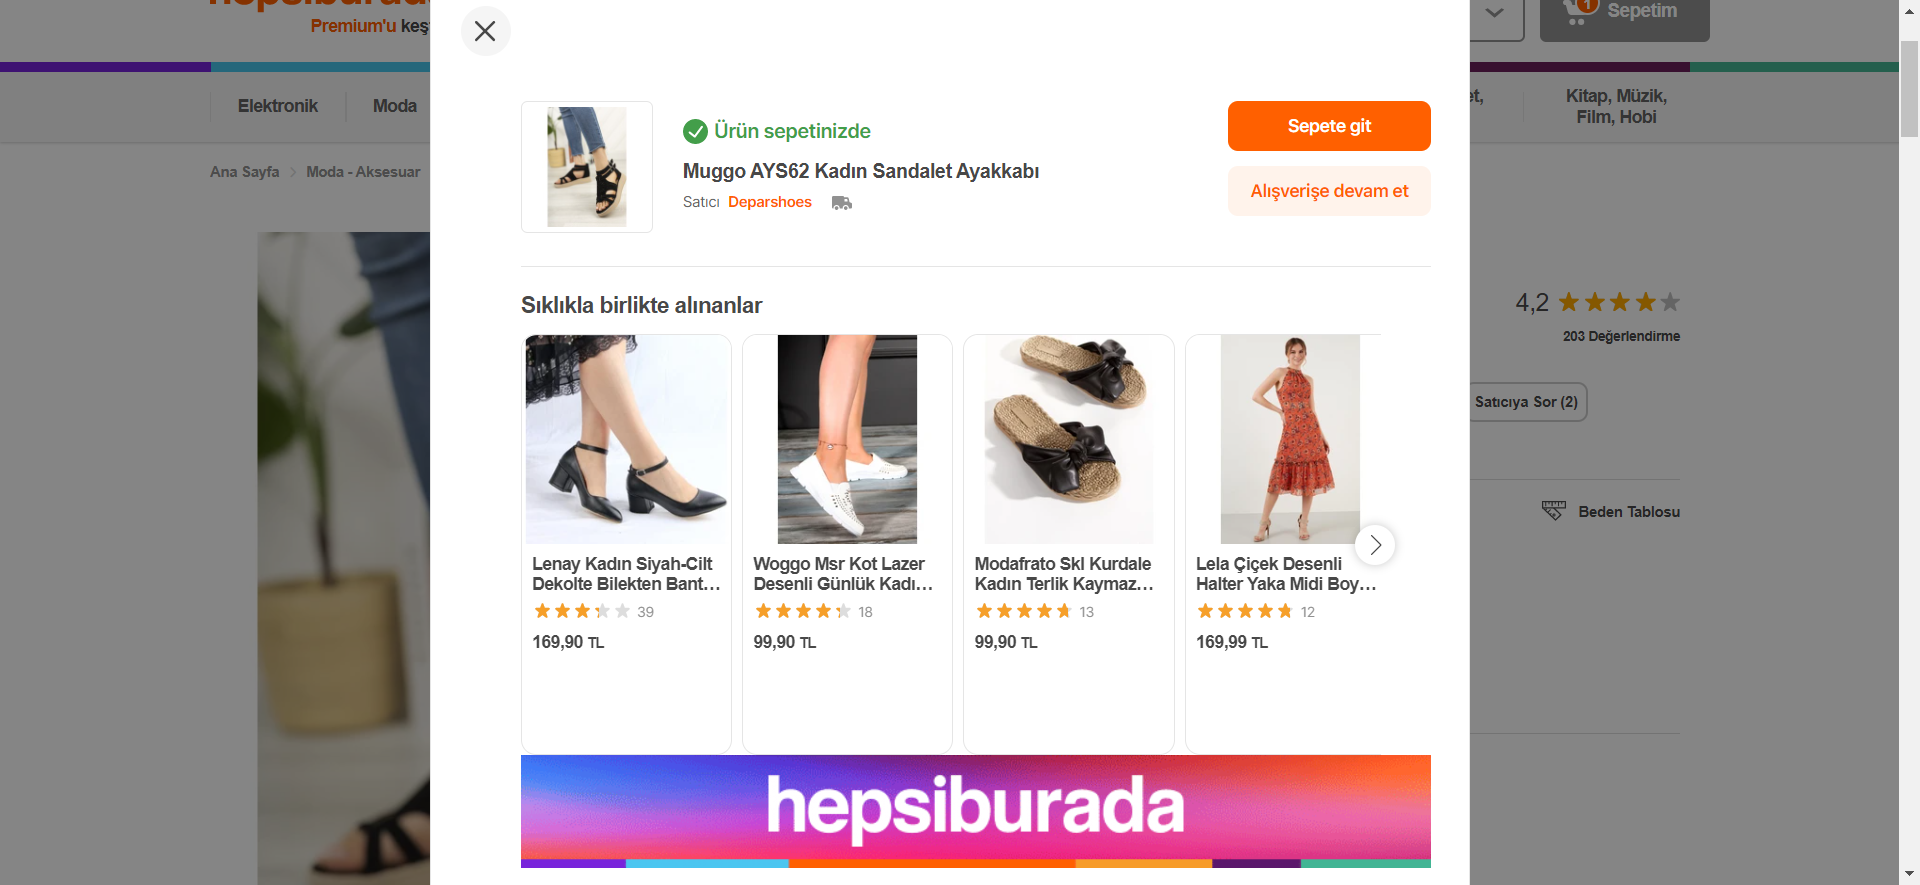 hepsiburada
Premium'u keş
1
Sepetim
Elektronik
Moda
et,
Kitap, Müzik,
Film, Hobi
Ana Sayfa
Moda - Aksesuar
Ürün sepetinizde
Muggo AYS62 Kadın Sandalet Ayakkabı
Satıcı Deparshoes
Sepete git
Alışverişe devam et
Sıklıkla birlikte alınanlar
Lenay Kadın Siyah-Cilt
Dekolte Bilekten Bant...
39
169,90 TL
Woggo Msr Kot Lazer
Desenli Günlük Kadı...
18
99,90 TL
Modafrato Skl Kurdale
Kadın Terlik Kaymaz...
13
99,90 TL
Lela Çiçek Desenli
Halter Yaka Midi Boy...
12
169,99 TL
4,2
203 Değerlendirme
Satıcıya Sor (2)
Beden Tablosu
hepsiburada